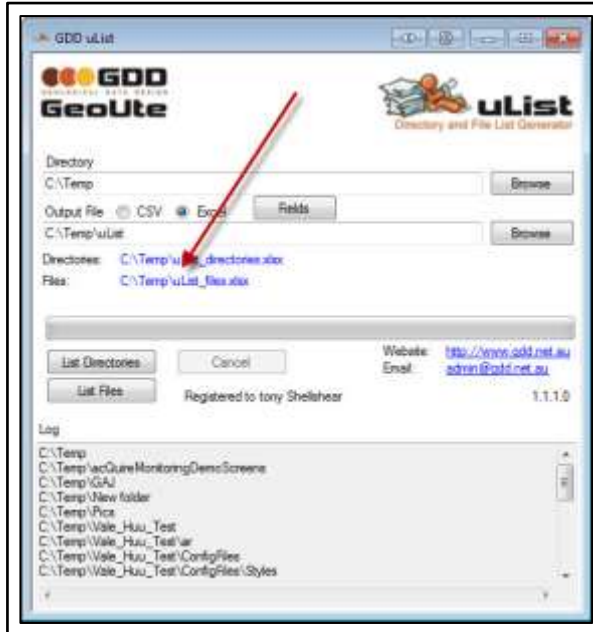 GDD uList
GDD
GEOLOGICAL DATA DESIGN
GeoUte
uList
Directory and File List Generator
Directory
C:\Temp
Browse
Output File CSV Excel Fields
C:\Temp\uList
Browse
Directories: C:\Temp\uList_directories.xlsx
Files: C:\Temp\uList_files.xlsx
List Directories Cancel
Website: http://www.gdd.net.au
Email: admin@gdd.net.au
List Files
Registered to tony Shellshear
1.1.1.0
Log
C:\Temp
C:\Temp\acQuireMonitoringDemoScreens
C:\Temp\GAJ
C:\Temp\New folder
C:\Temp\Pics
C:\Temp\Vale_Huu_Test
C:\Temp\Vale_Huu_Test\ar
C:\Temp\Vale_Huu_Test\ConfigFiles
C:\Temp\Vale_Huu_Test\ConfigFiles\Styles